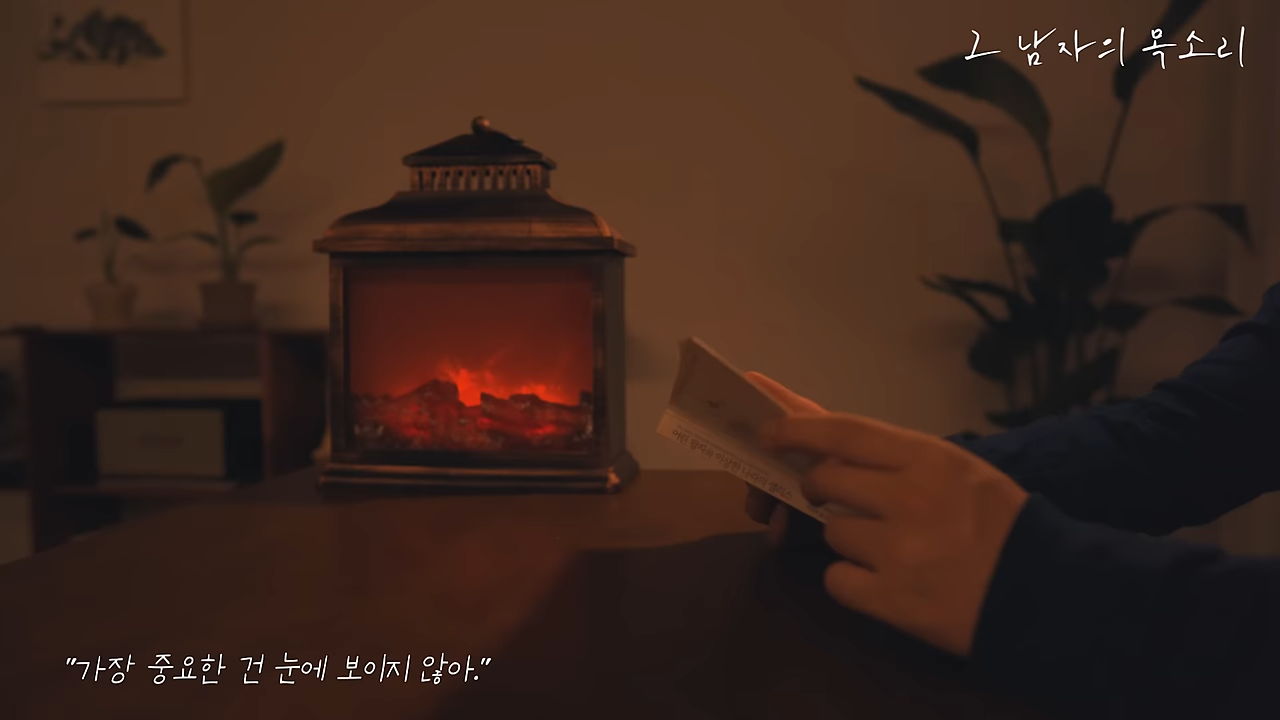 그 남자의 목소리
"가장 중요한 건 눈에 보이지 않아."